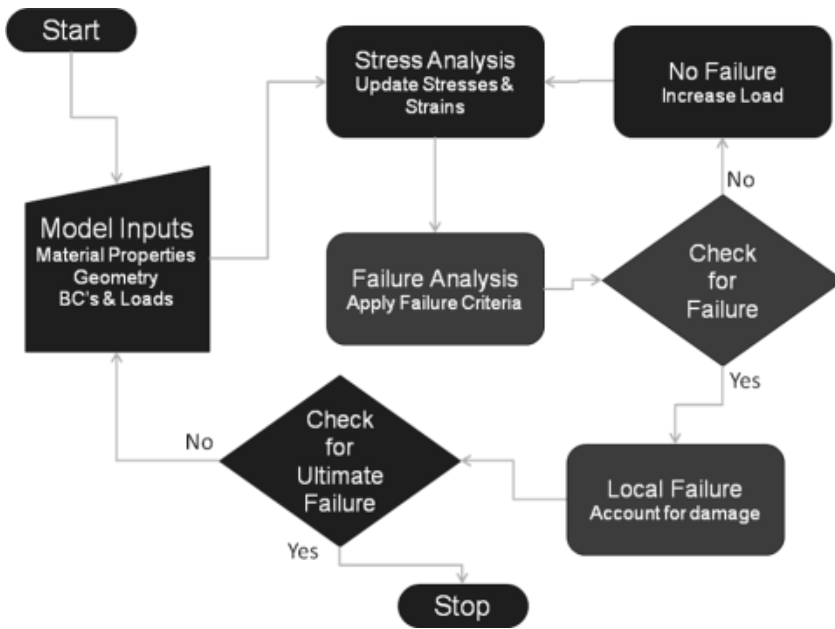 Start
Stress Analysis
Update Stresses &
Strains
No Failure
Increase Load
No
Model Inputs
Material Properties
Geometry
BC's & Loads
Failure Analysis
Apply Failure Criteria
Check
for
Failure
Yes
Check
for
Ultimate
Failure
No
Local Failure
Account for damage
Yes
Stop